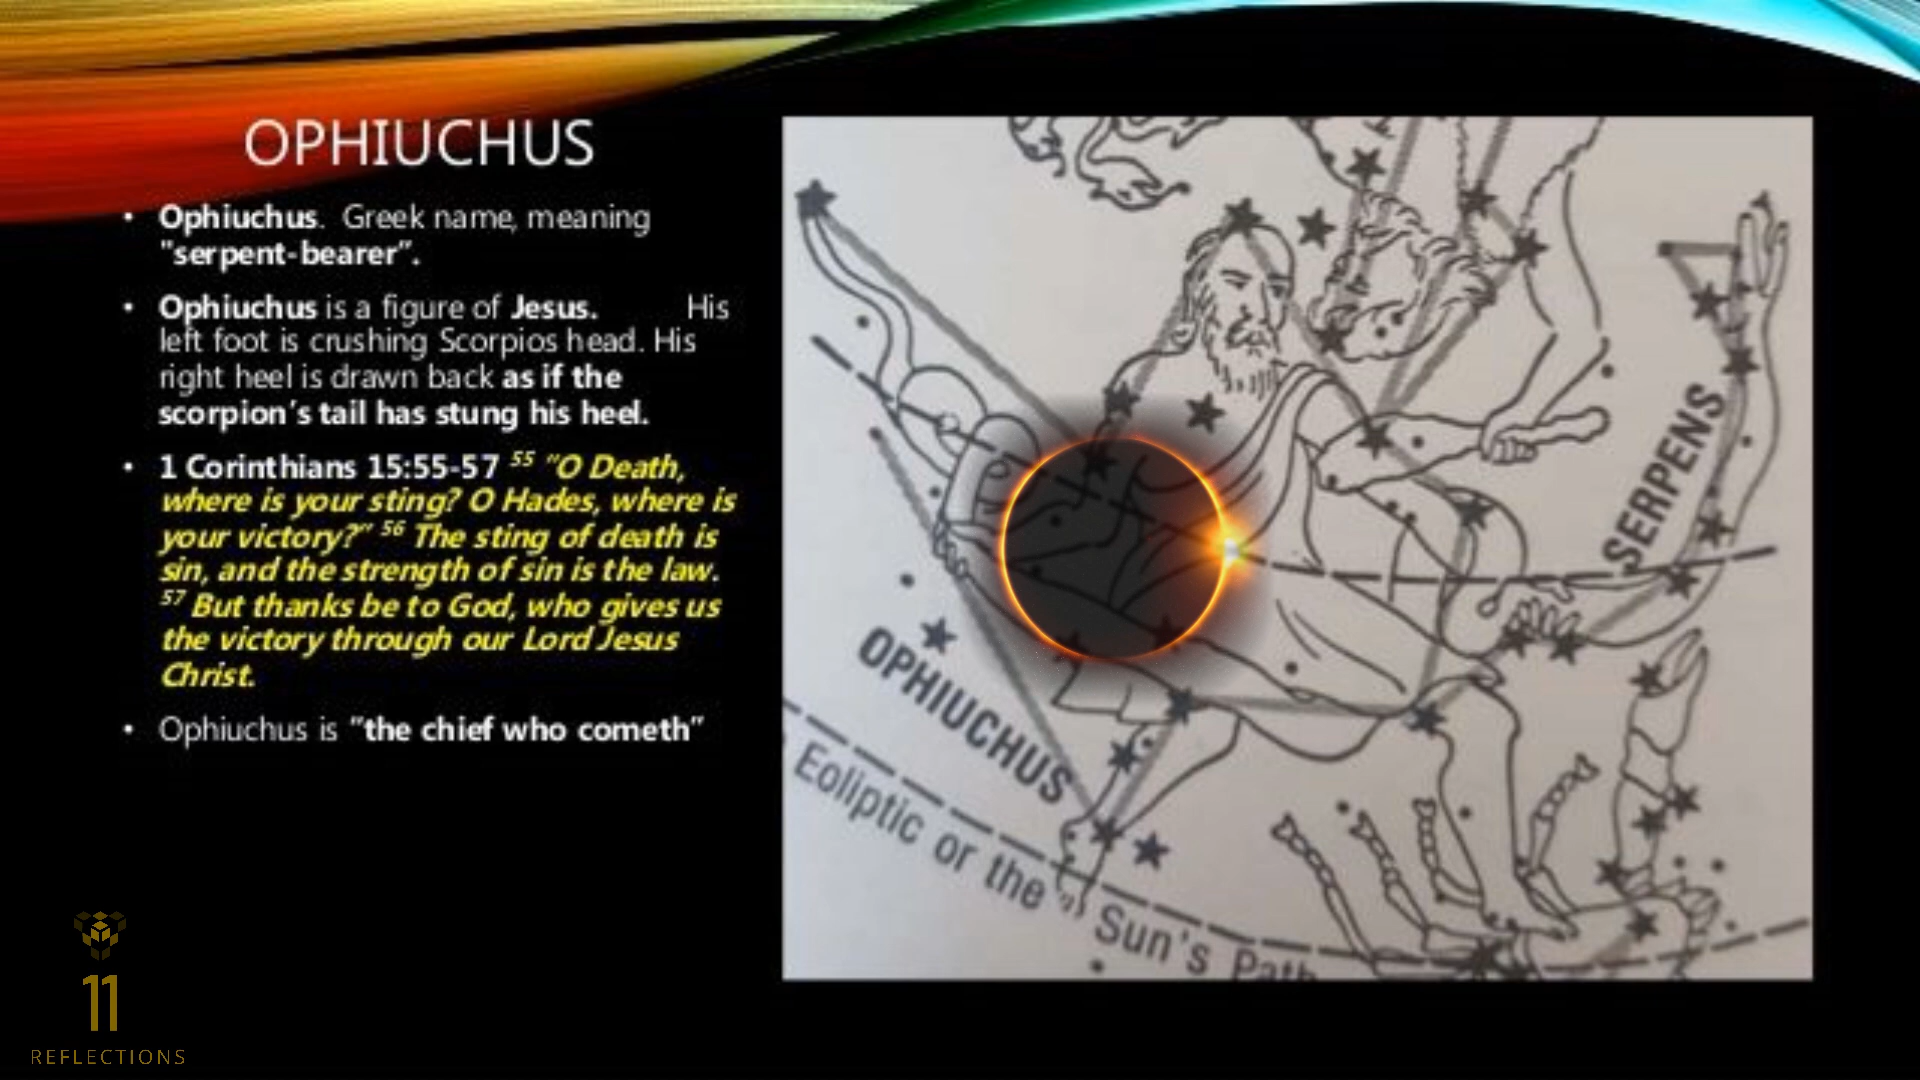 OPHIUCHUS
• Ophiuchus. Greek name, meaning
"serpent-bearer".
• Ophiuchus is a figure of Jesus. His
left foot is crushing Scorpios head. His
right heel is drawn back as if the
scorpion's tail has stung his heel.
• 1 Corinthians 15:55-57 55 "O Death,
where is your sting? O Hades, where is
your victory?" 56 The sting of death is
sin, and the strength of sin is the law.
57 But thanks be to God, who gives us
the victory through our Lord Jesus
Christ.
• Ophiuchus is "the chief who cometh"
SERPENS
OPHIUCHUS
Ecliptic or the Sun's Path
11
REFLECTIONS